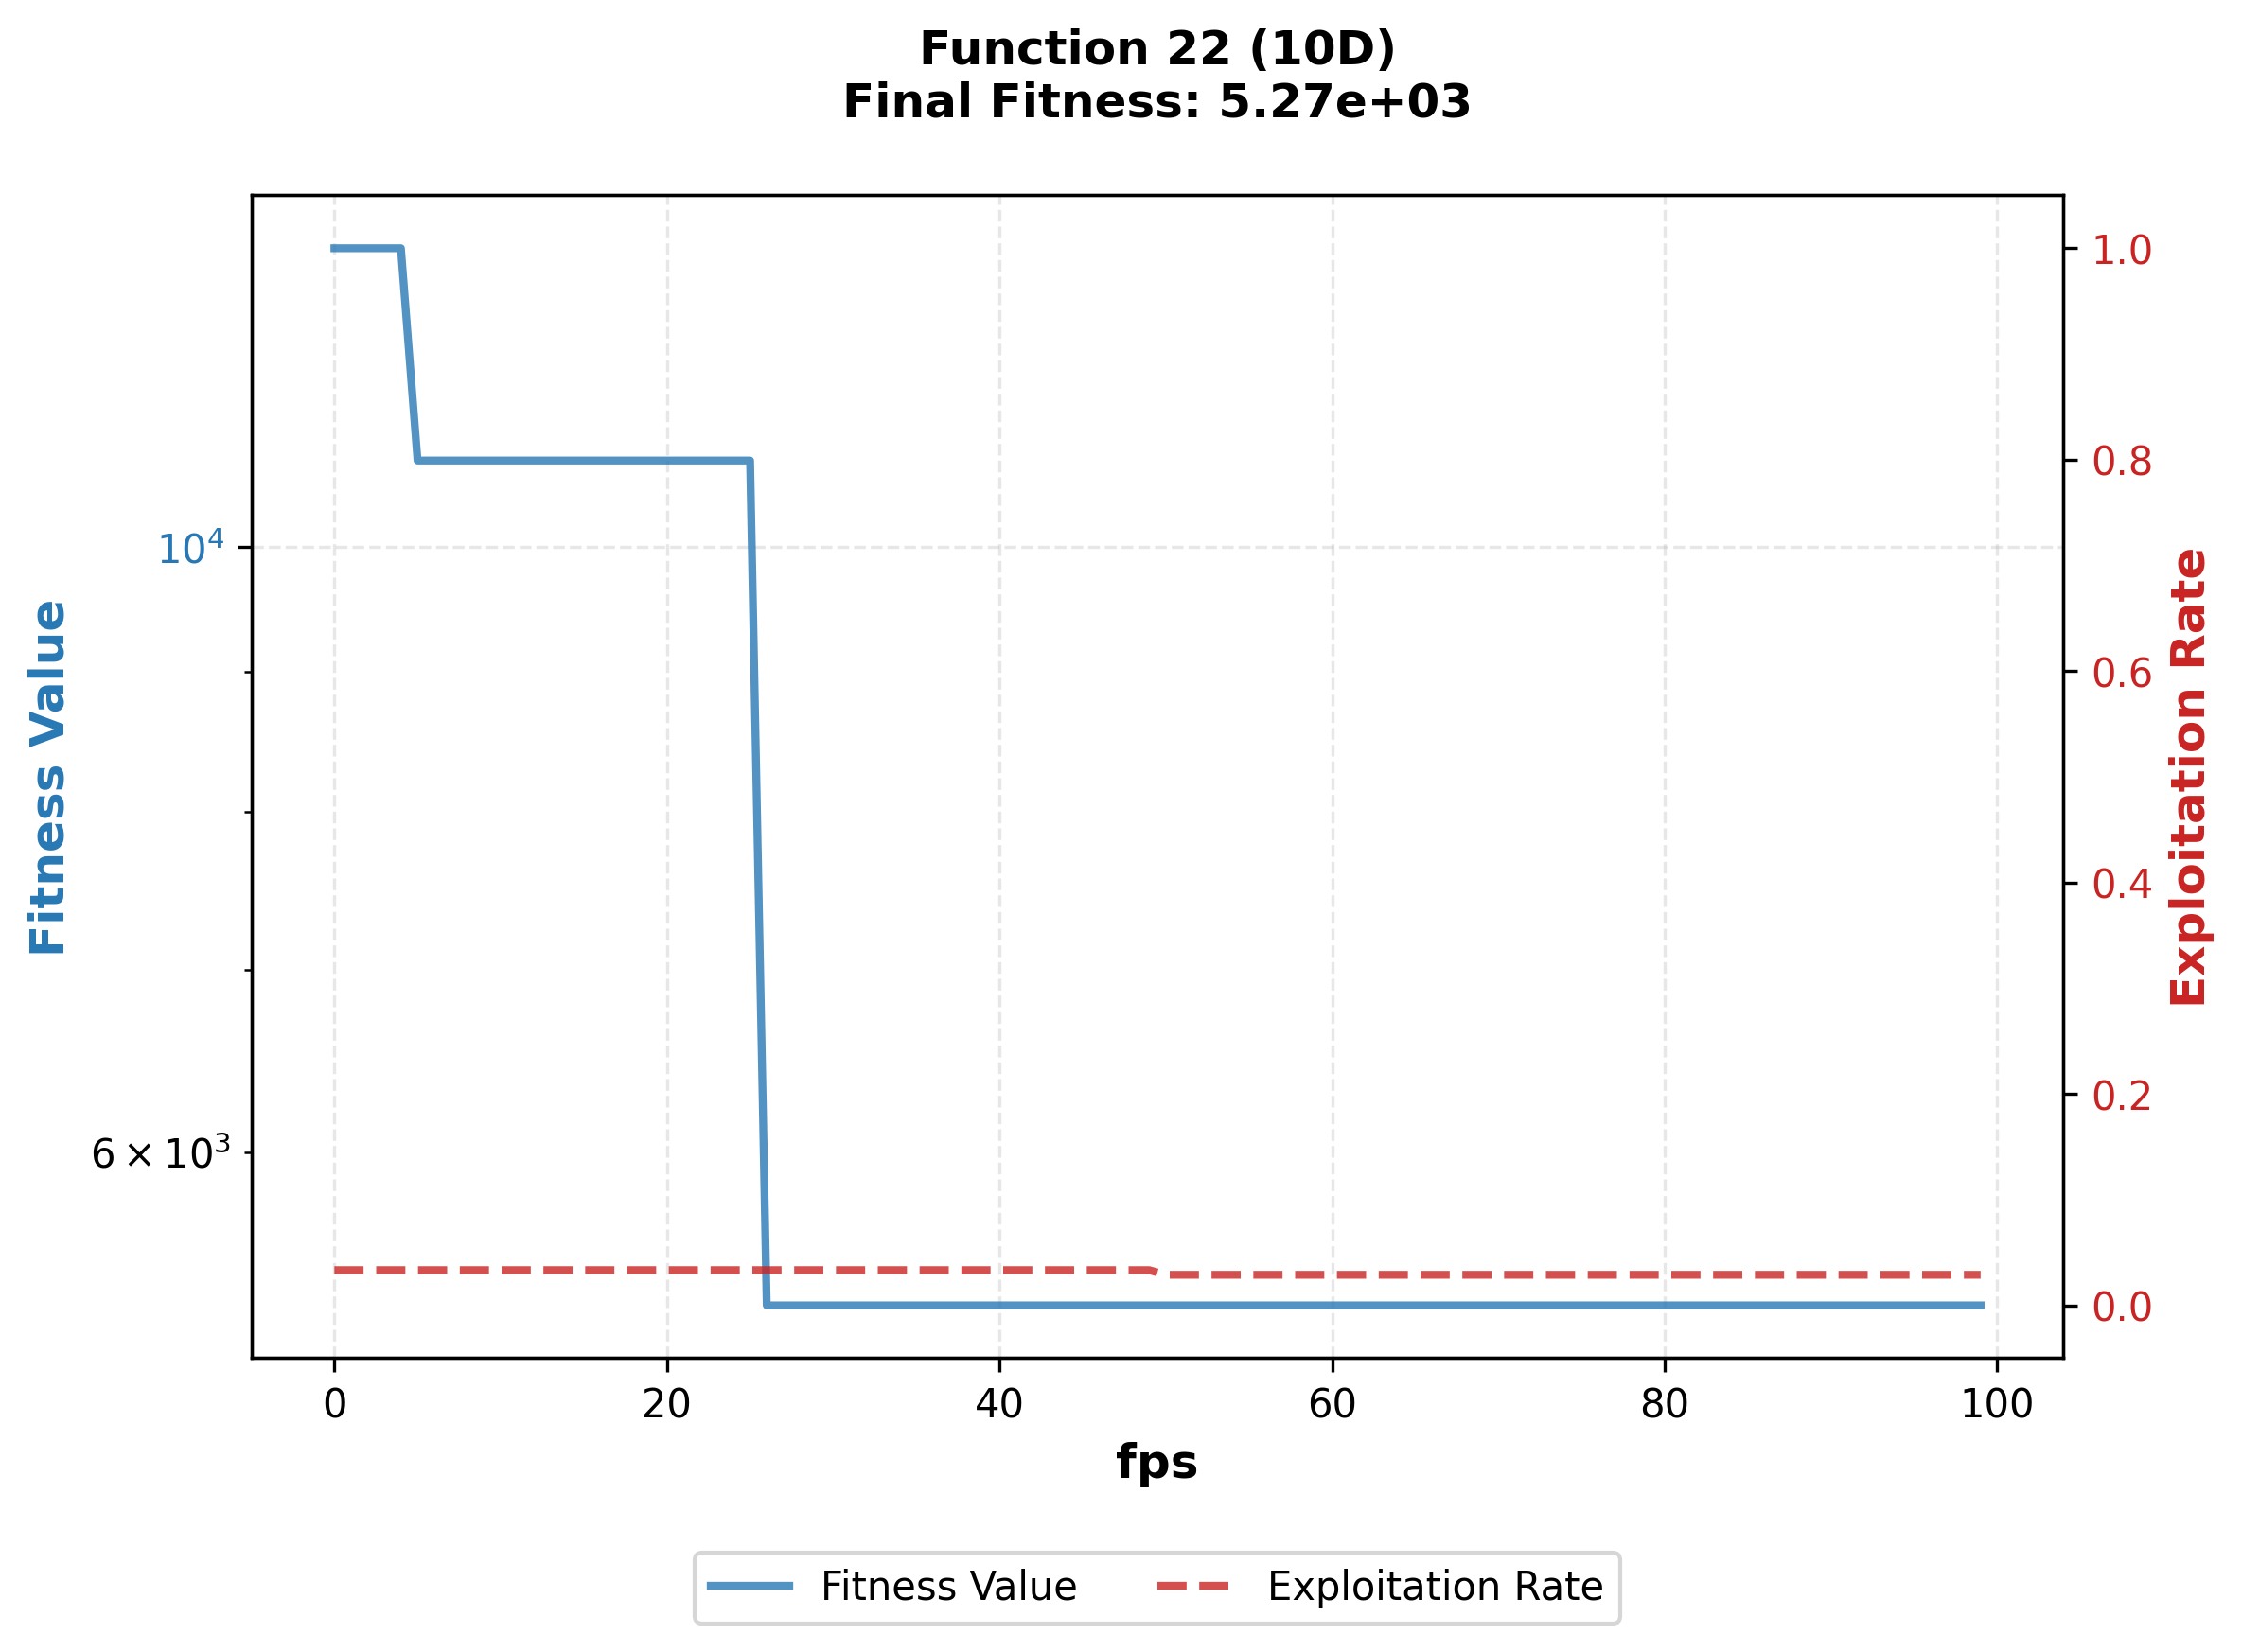 Function 22 (10D)
Final Fitness: 5.27e+03
Fitness Value
10⁴
6 × 10³
1.0
0.8
0.6
0.4
0.2
0.0
Exploitation Rate
0 20 40 60 80 100
fps
Fitness Value Exploitation Rate